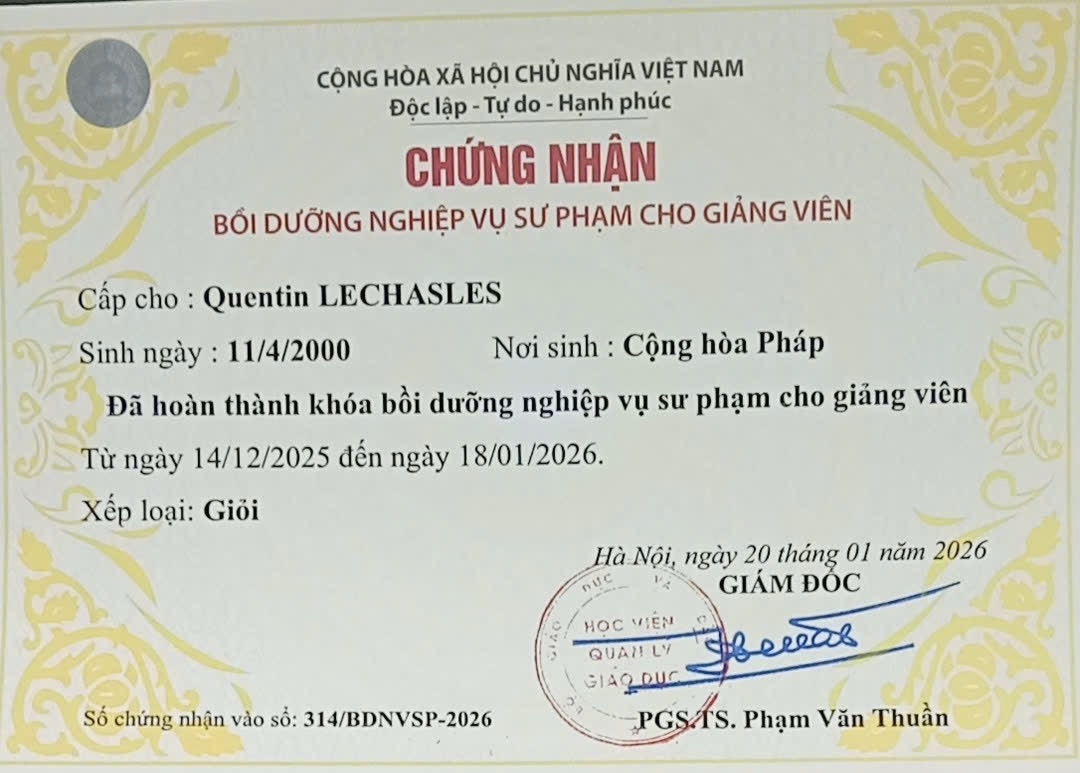 CỘNG HÒA XÃ HỘI CHỦ NGHĨA VIỆT NAM
Độc lập - Tự do - Hạnh phúc
CHỨNG NHẬN
BỒI DƯỠNG NGHIỆP VỤ SƯ PHẠM CHO GIẢNG VIÊN
Cấp cho : Quentin LECHASLES
Sinh ngày : 11/4/2000 Nơi sinh : Cộng hòa Pháp
Đã hoàn thành khóa bồi dưỡng nghiệp vụ sư phạm cho giảng viên
Từ ngày 14/12/2025 đến ngày 18/01/2026.
Xếp loại: Giỏi
Hà Nội, ngày 20 tháng 01 năm 2026
GIÁM ĐỐC
GIÁO DỤC VÀ
HỌC VIỆN
QUẢN LÝ
GIÁO DỤC
Số chứng nhận vào sổ: 314/BDNVSP-2026
PGS.TS. Phạm Văn Thuần